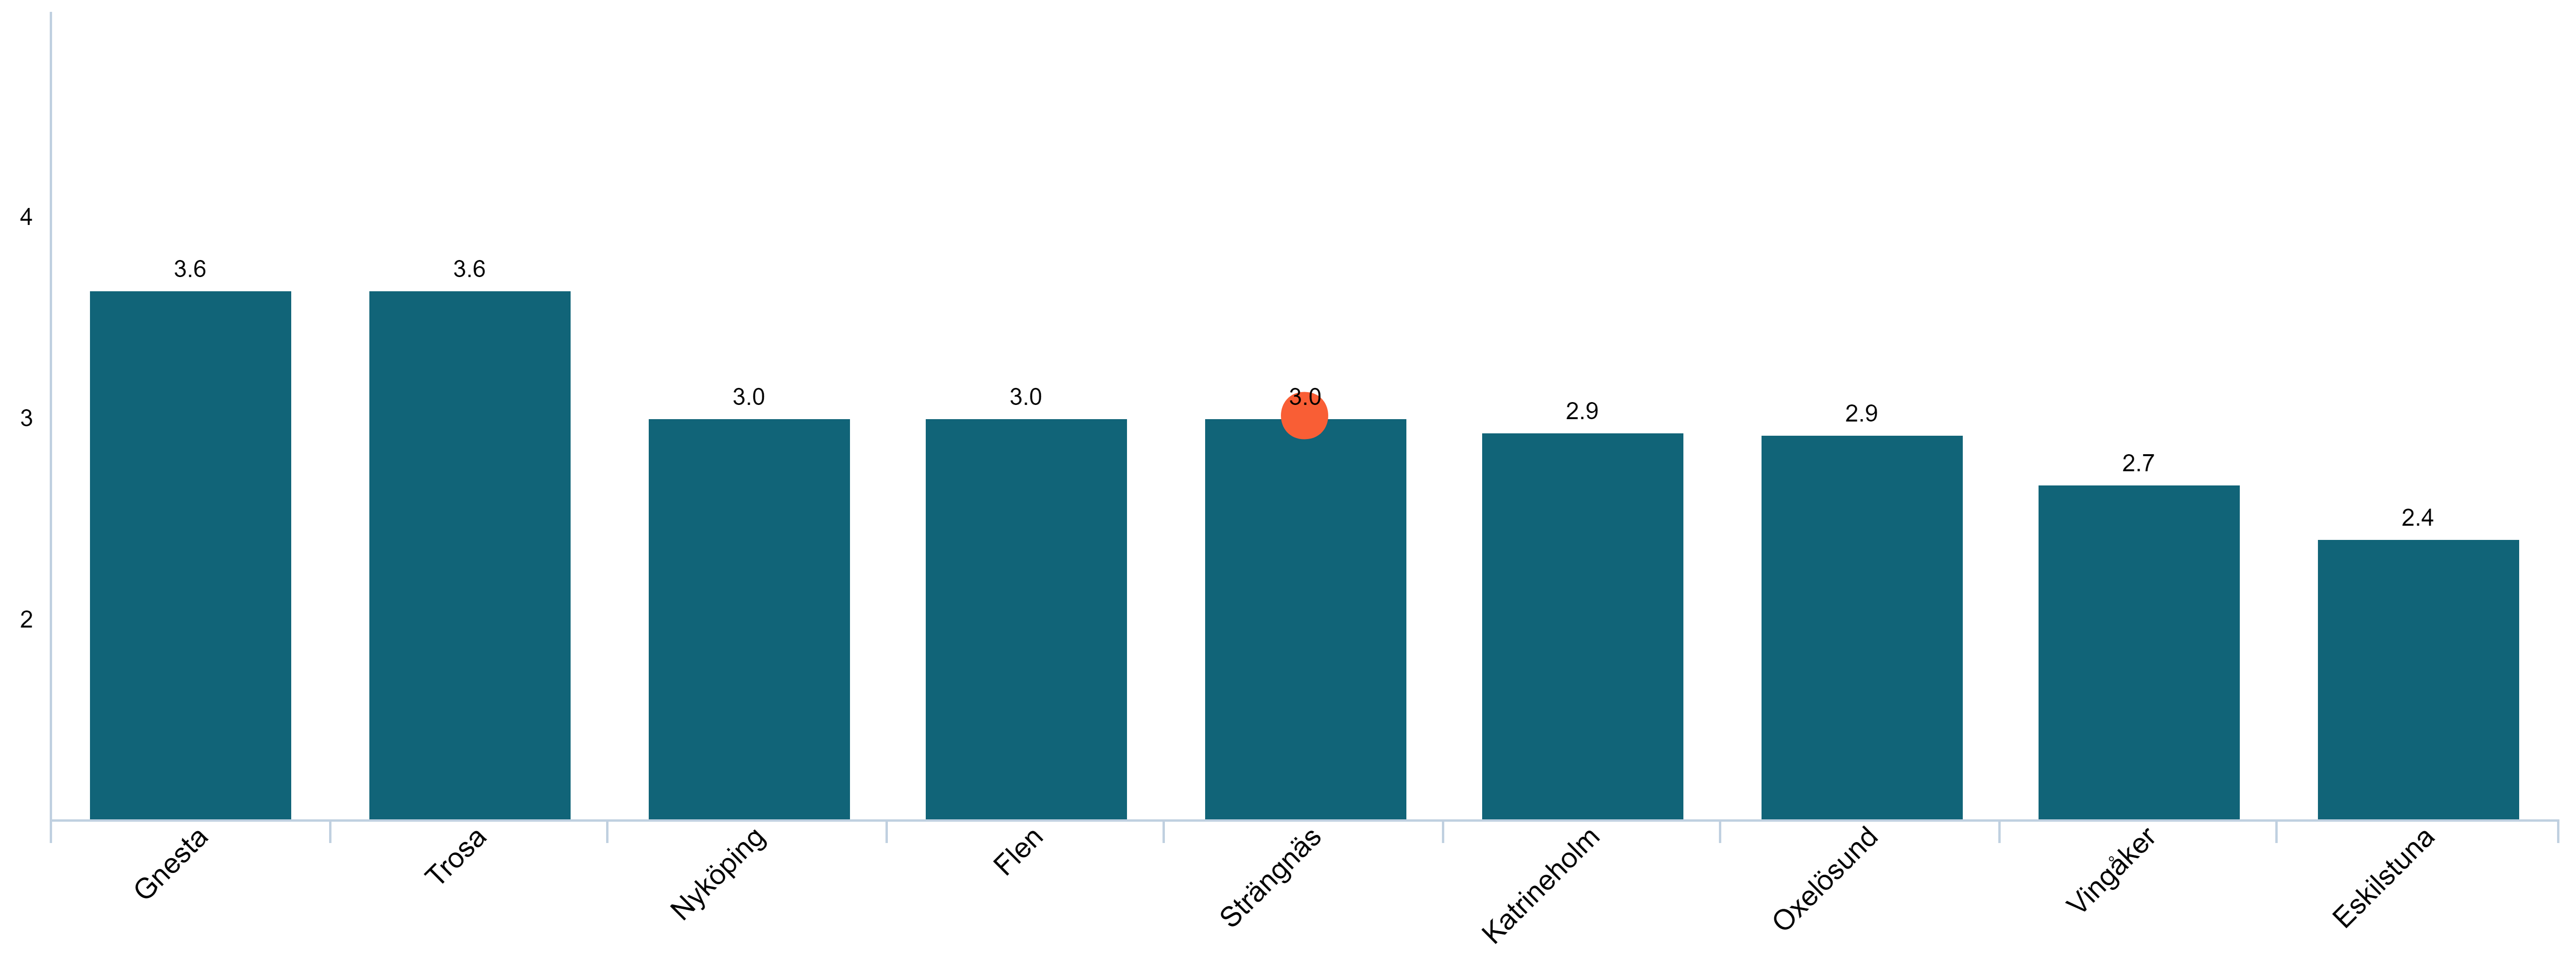 4
3
2
3.6
3.6
3.0
3.0
3.0
2.9
2.9
2.7
2.4
Gnesta
Trosa
Nyköping
Flen
Strängnäs
Katrineholm
Oxelösund
Vingåker
Eskilstuna